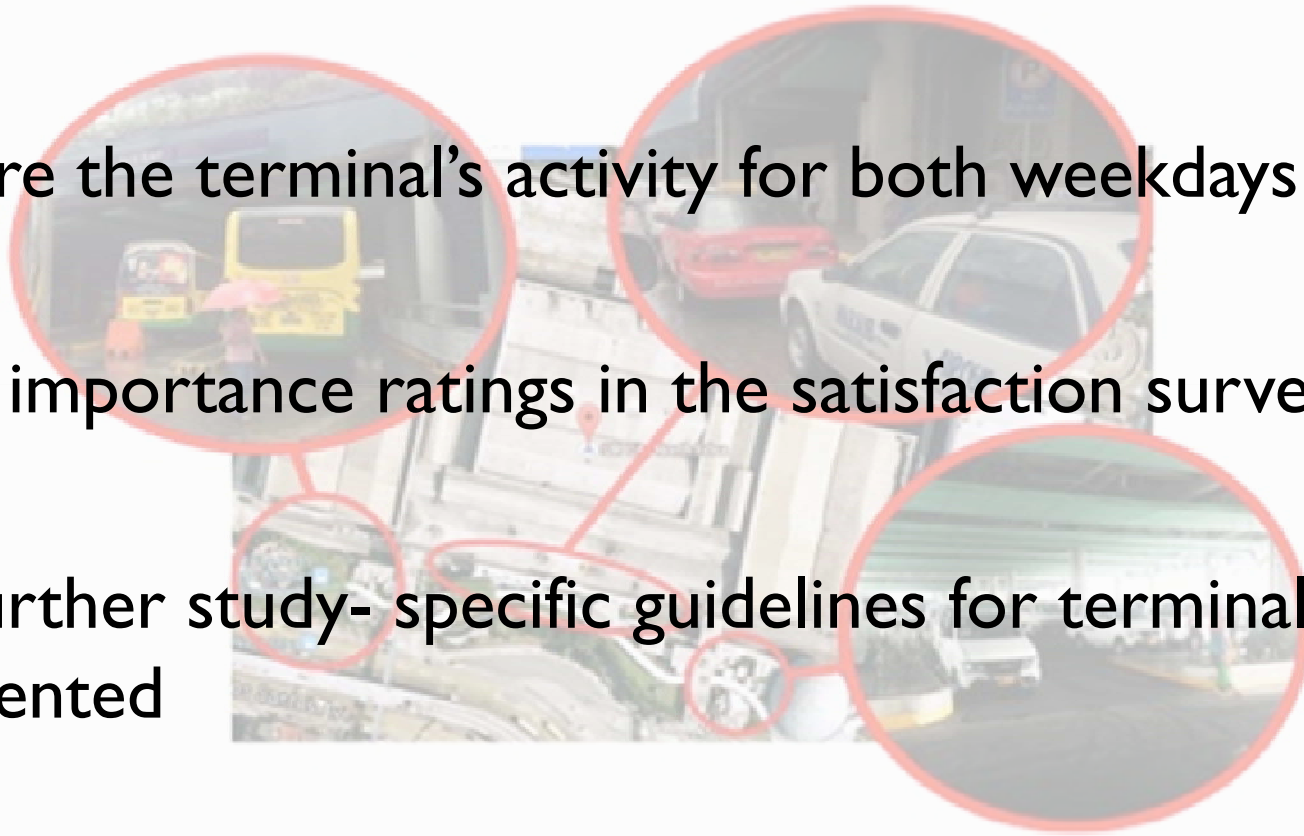 re the terminal’s activity for both weekdays
importance ratings in the satisfaction surve
urther study- specific guidelines for terminal
ented